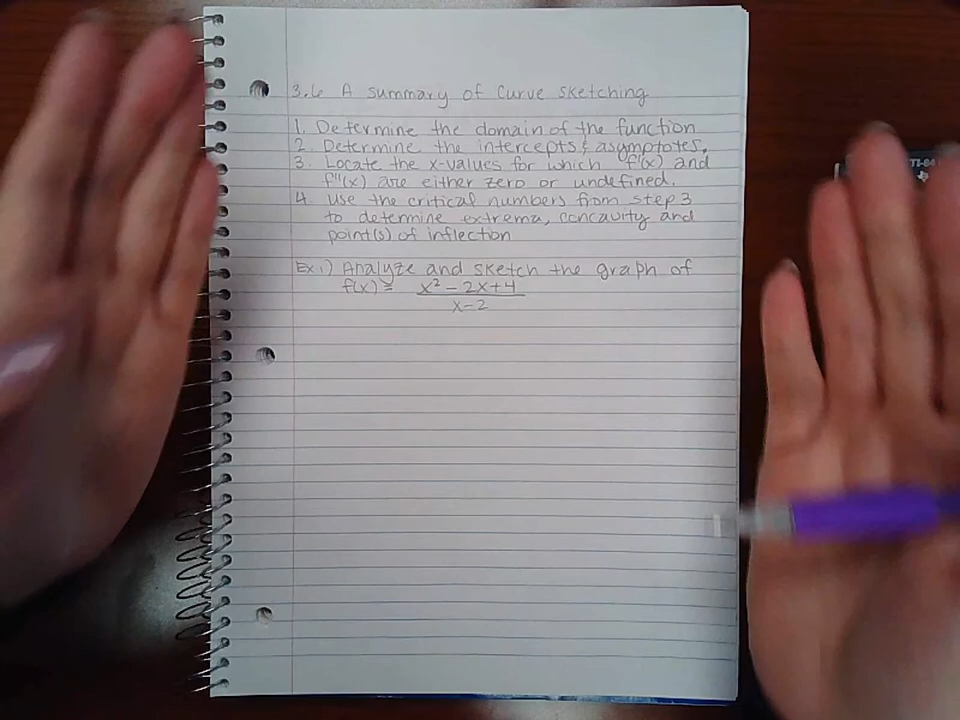 3.6 A summary of Curve sketching
1. Determine the domain of the function
2. Determine the intercepts & asymptotes.
3. Locate the x-values for which f'(x) and
f''(x) are either zero or undefined.
4. Use the critical numbers from step 3
to determine extrema, concavity and
point(s) of inflection
Ex.1) Analyze and sketch the graph of
f(x) = x² - 2x + 4
x - 2
TI-84